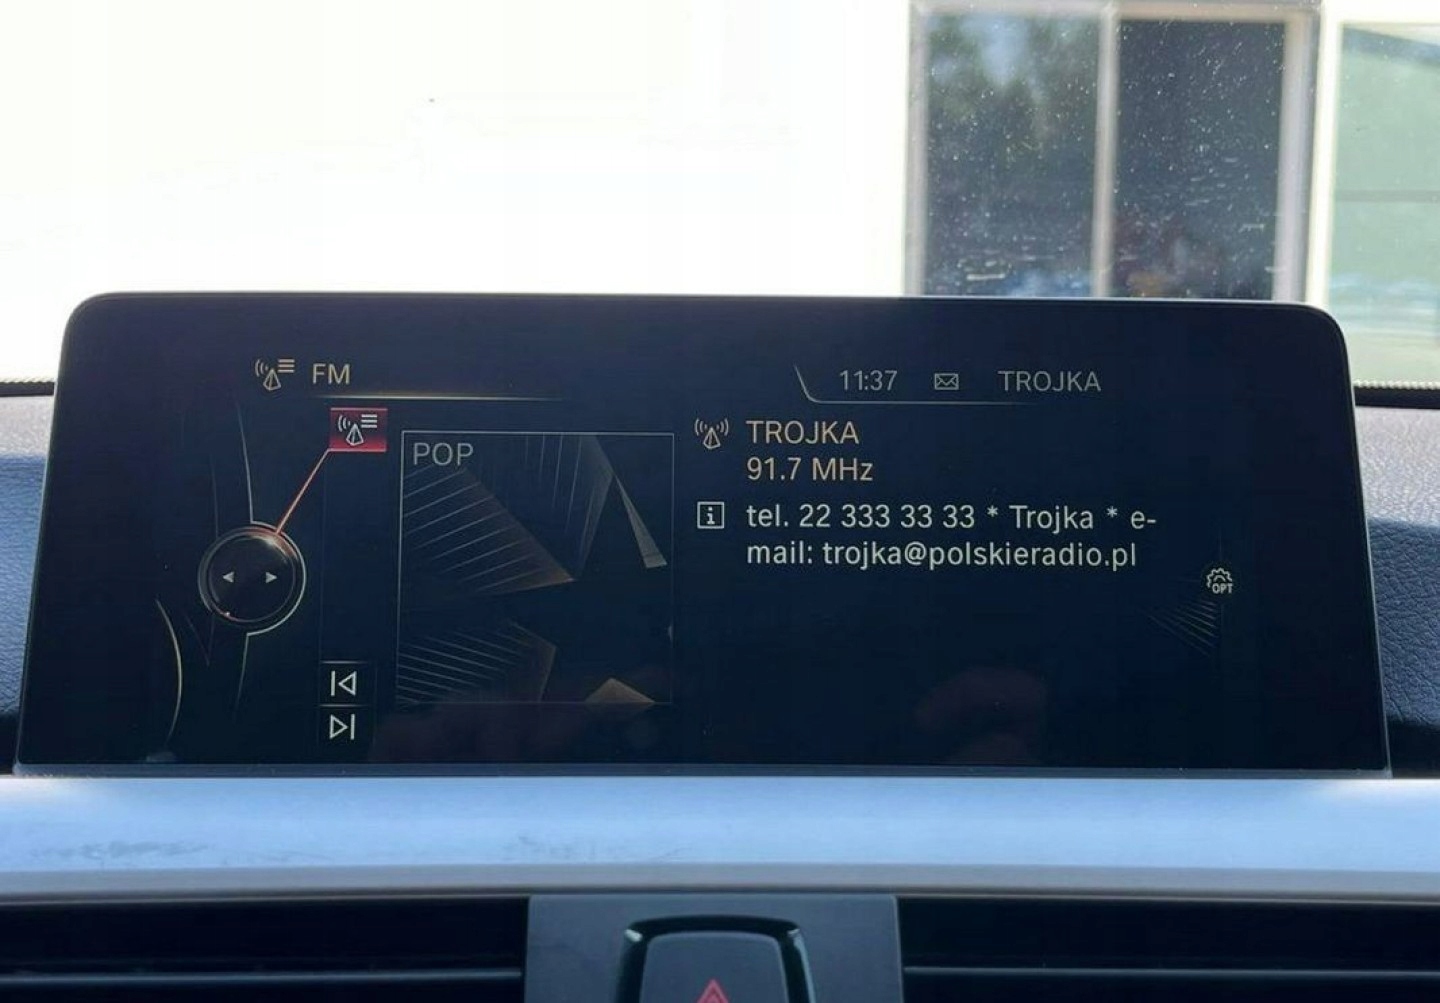 FM
11:37 TROJKA
POP
TROJKA
91.7 MHz
i tel. 22 333 33 33 * Trojka * e-
mail: trojka@polskieradio.pl
OPT